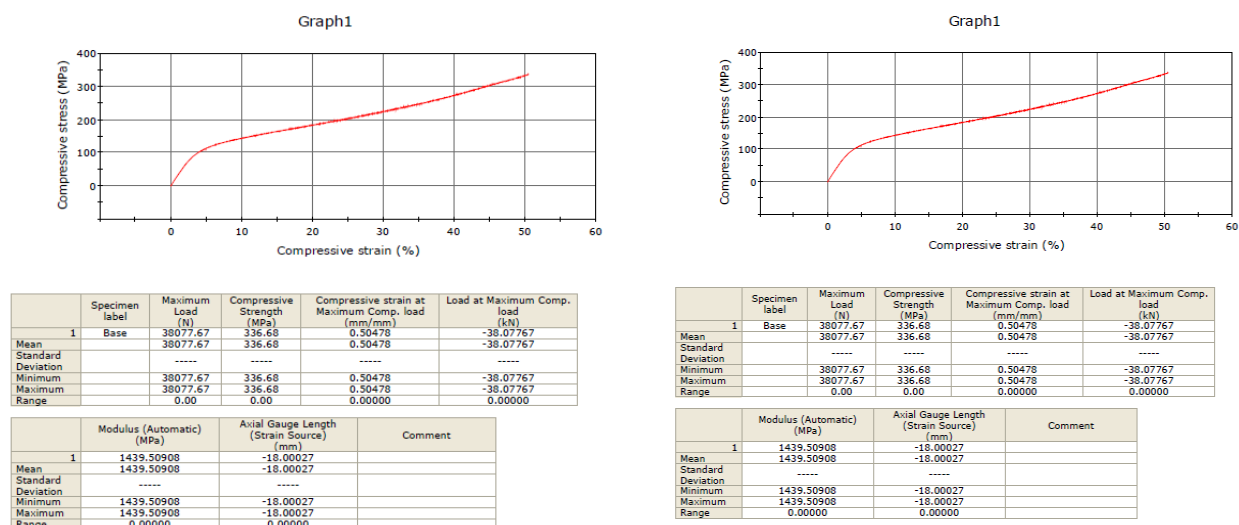 Graph1
Compressive stress (MPa)
400
300
200
100
0
0 10 20 30 40 50 60
Compressive strain (%)
Specimen label Maximum Load (N) Compressive Strength (MPa) Compressive strain at Maximum Comp. load (mm/mm) Load at Maximum Comp. load (kN)
1 Base 38077.67 336.68 0.50478 -38.07767
Mean 38077.67 336.68 0.50478 -38.07767
Standard Deviation ----- ----- ----- -----
Minimum 38077.67 336.68 0.50478 -38.07767
Maximum 38077.67 336.68 0.50478 -38.07767
Range 0.00 0.00 0.00000 0.00000
Modulus (Automatic) (MPa) Axial Gauge Length (Strain Source) (mm) Comment
1 1439.50908 -18.00027
Mean 1439.50908 -18.00027
Standard Deviation ----- -----
Minimum 1439.50908 -18.00027
Maximum 1439.50908 -18.00027
Range 0.00000 0.00000
Graph1
Compressive stress (MPa)
400
300
200
100
0
0 10 20 30 40 50 60
Compressive strain (%)
Specimen label Maximum Load (N) Compressive Strength (MPa) Compressive strain at Maximum Comp. load (mm/mm) Load at Maximum Comp. load (kN)
1 Base 38077.67 336.68 0.50478 -38.07767
Mean 38077.67 336.68 0.50478 -38.07767
Standard Deviation ----- ----- ----- -----
Minimum 38077.67 336.68 0.50478 -38.07767
Maximum 38077.67 336.68 0.50478 -38.07767
Range 0.00 0.00 0.00000 0.00000
Modulus (Automatic) (MPa) Axial Gauge Length (Strain Source) (mm) Comment
1 1439.50908 -18.00027
Mean 1439.50908 -18.00027
Standard Deviation ----- -----
Minimum 1439.50908 -18.00027
Maximum 1439.50908 -18.00027
Range 0.00000 0.00000